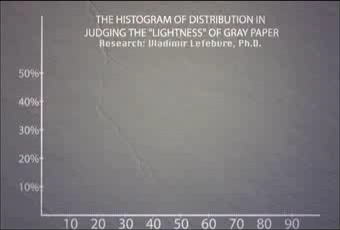 THE HISTOGRAM OF DISTRIBUTION IN
JUDGING THE "LIGHTNESS" OF GRAY PAPER
Research: Vladimir Lefebvre, Ph.D.
50%
40%
30%
20%
10%
10 20 30 40 50 60 70 80 90